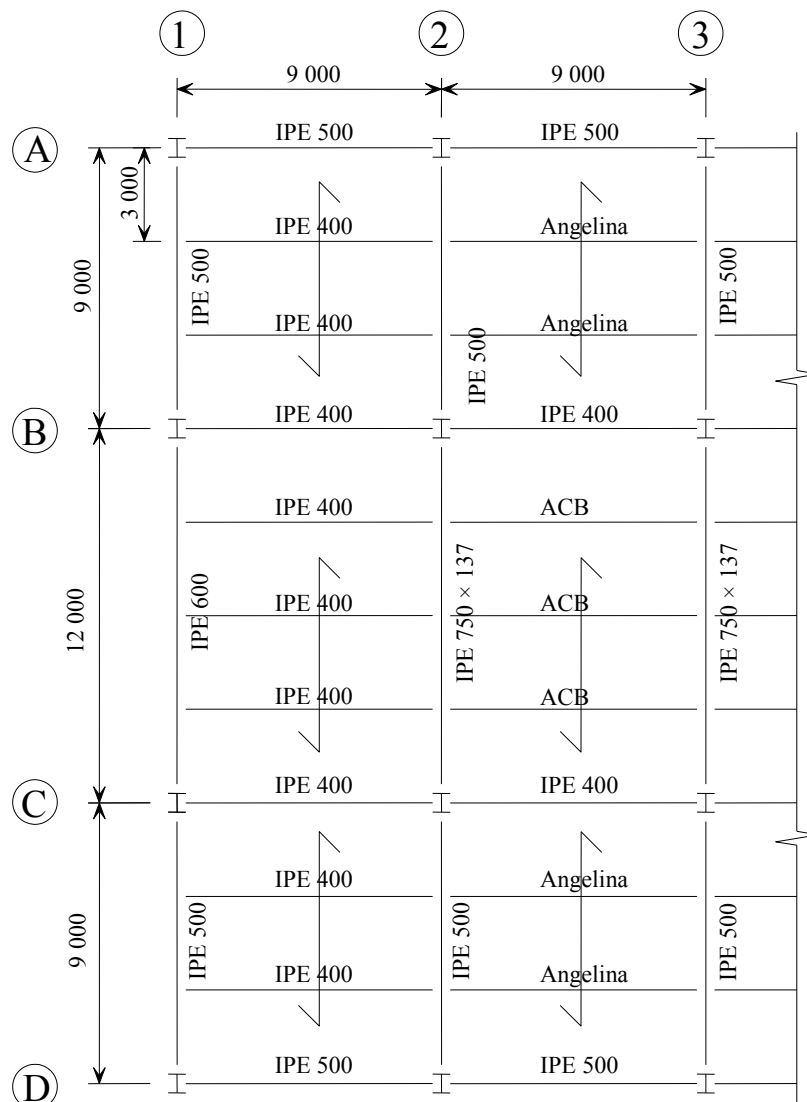 1 2 3
9 000 9 000
A IPE 500 IPE 500
3 000
IPE 400 Angelina
9 000 IPE 500 IPE 500
IPE 400 Angelina
IPE 500
B IPE 400 IPE 400
IPE 400 ACB
12 000 IPE 600 IPE 400 IPE 750 × 137 ACB IPE 750 × 137
IPE 400 ACB
C IPE 400 IPE 400
IPE 400 Angelina
9 000 IPE 500 IPE 500 IPE 500
IPE 400 Angelina
D IPE 500 IPE 500